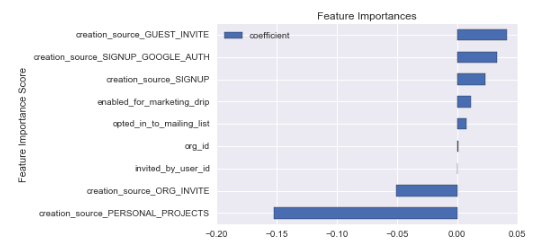 Feature Importances
creation_source_GUEST_INVITE
coefficient
creation_source_SIGNUP_GOOGLE_AUTH
creation_source_SIGNUP
enabled_for_marketing_drip
opted_in_to_mailing_list
org_id
invited_by_user_id
creation_source_ORG_INVITE
creation_source_PERSONAL_PROJECTS
Feature Importance Score
−0.20 −0.15 −0.10 −0.05 0.00 0.05